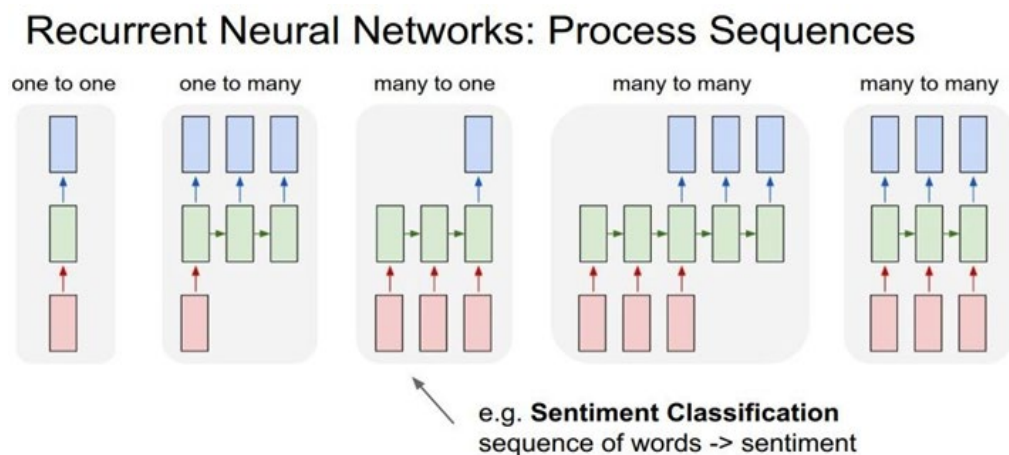 Recurrent Neural Networks: Process Sequences
one to one
one to many
many to one
many to many
many to many
e.g. Sentiment Classification
sequence of words -> sentiment